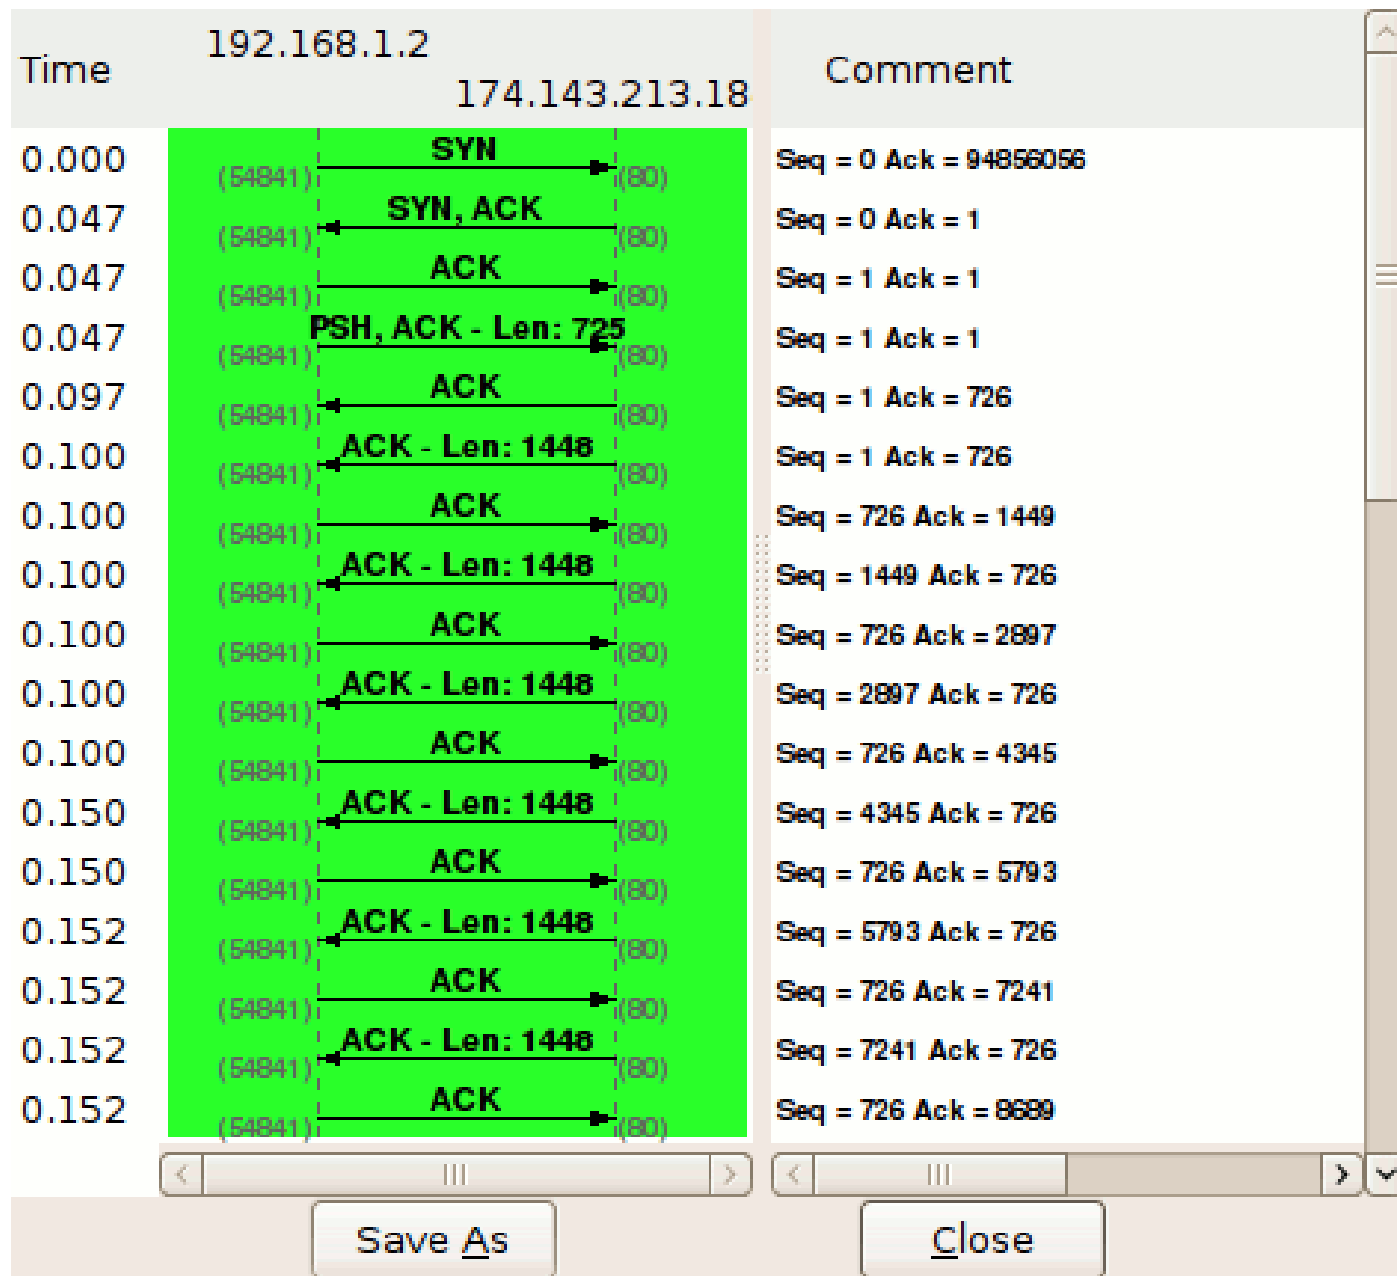 Time 192.168.1.2 174.143.213.18 Comment
0.000 (54841) SYN (80) Seq = 0 Ack = 94856056
0.047 (54841) SYN, ACK (80) Seq = 0 Ack = 1
0.047 (54841) ACK (80) Seq = 1 Ack = 1
0.047 (54841) PSH, ACK - Len: 725 (80) Seq = 1 Ack = 1
0.097 (54841) ACK (80) Seq = 1 Ack = 726
0.100 (54841) ACK - Len: 1448 (80) Seq = 1 Ack = 726
0.100 (54841) ACK (80) Seq = 726 Ack = 1449
0.100 (54841) ACK - Len: 1448 (80) Seq = 1449 Ack = 726
0.100 (54841) ACK (80) Seq = 726 Ack = 2897
0.100 (54841) ACK - Len: 1448 (80) Seq = 2897 Ack = 726
0.100 (54841) ACK (80) Seq = 726 Ack = 4345
0.150 (54841) ACK - Len: 1448 (80) Seq = 4345 Ack = 726
0.150 (54841) ACK (80) Seq = 726 Ack = 5793
0.152 (54841) ACK - Len: 1448 (80) Seq = 5793 Ack = 726
0.152 (54841) ACK (80) Seq = 726 Ack = 7241
0.152 (54841) ACK - Len: 1448 (80) Seq = 7241 Ack = 726
0.152 (54841) ACK (80) Seq = 726 Ack = 8689
Save As Close